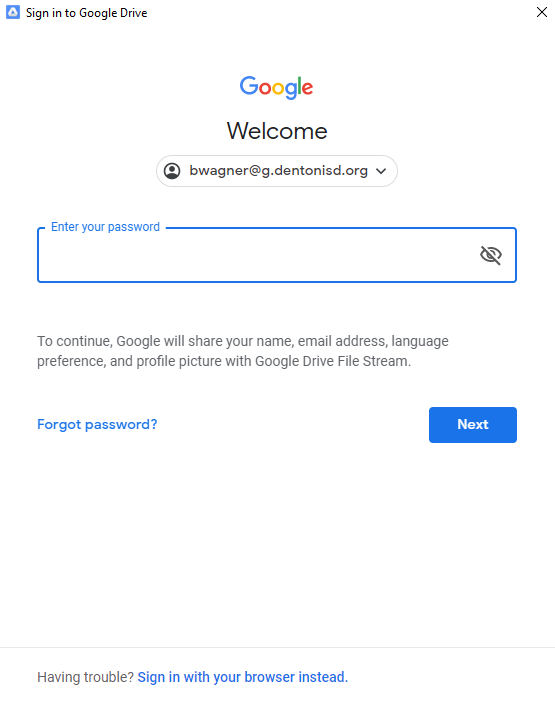 Sign in to Google Drive
Google
Welcome
bwagner@g.dentonisd.org
Enter your password
To continue, Google will share your name, email address, language
preference, and profile picture with Google Drive File Stream.
Forgot password?
Next
Having trouble? Sign in with your browser instead.